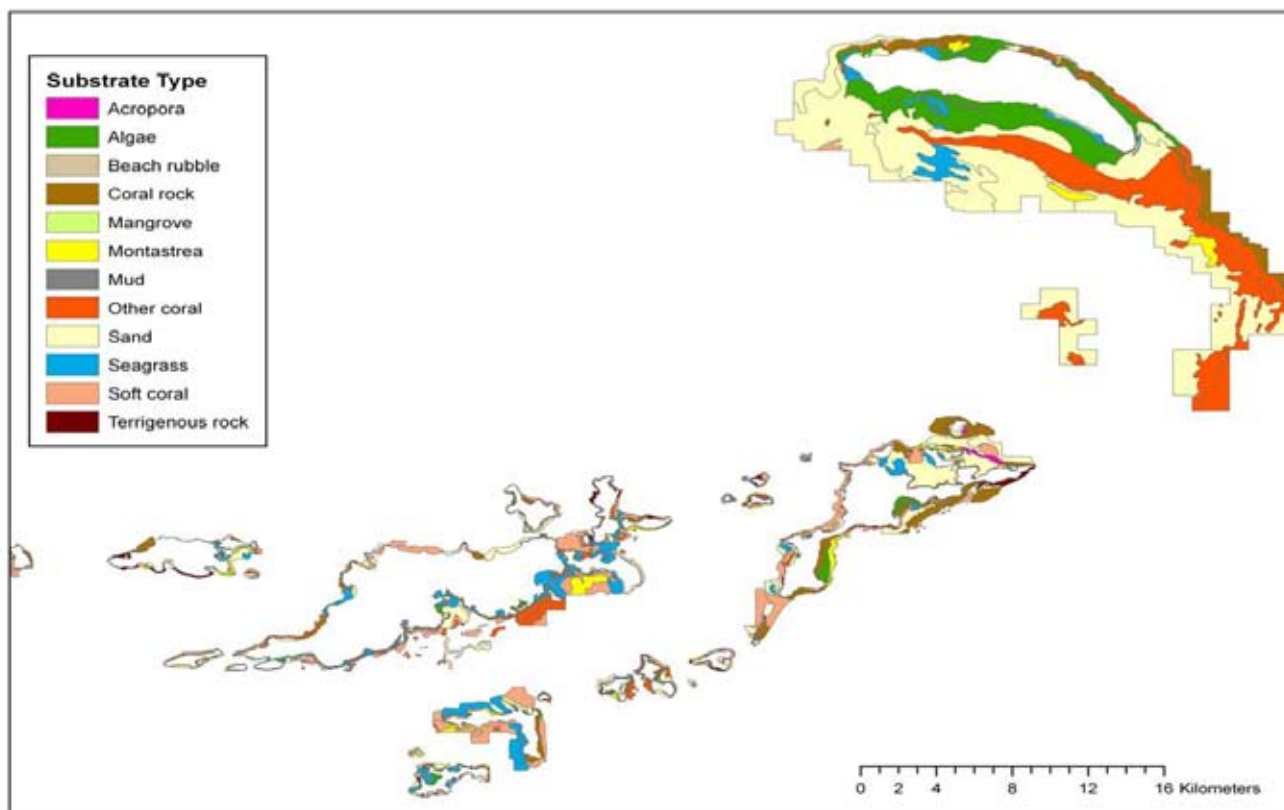 Substrate Type
Acropora
Algae
Beach rubble
Coral rock
Mangrove
Montastrea
Mud
Other coral
Sand
Seagrass
Soft coral
Terrigenous rock
0 2 4 8 12 16 Kilometers